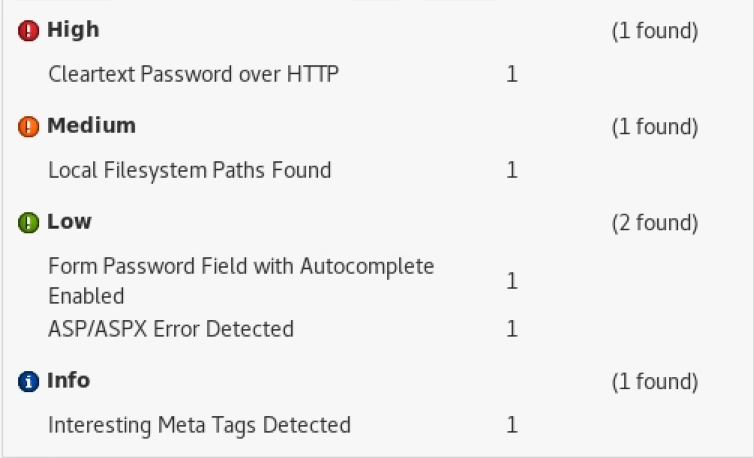 High (1 found)
Cleartext Password over HTTP 1
Medium (1 found)
Local Filesystem Paths Found 1
Low (2 found)
Form Password Field with Autocomplete
Enabled 1
ASP/ASPX Error Detected 1
Info (1 found)
Interesting Meta Tags Detected 1